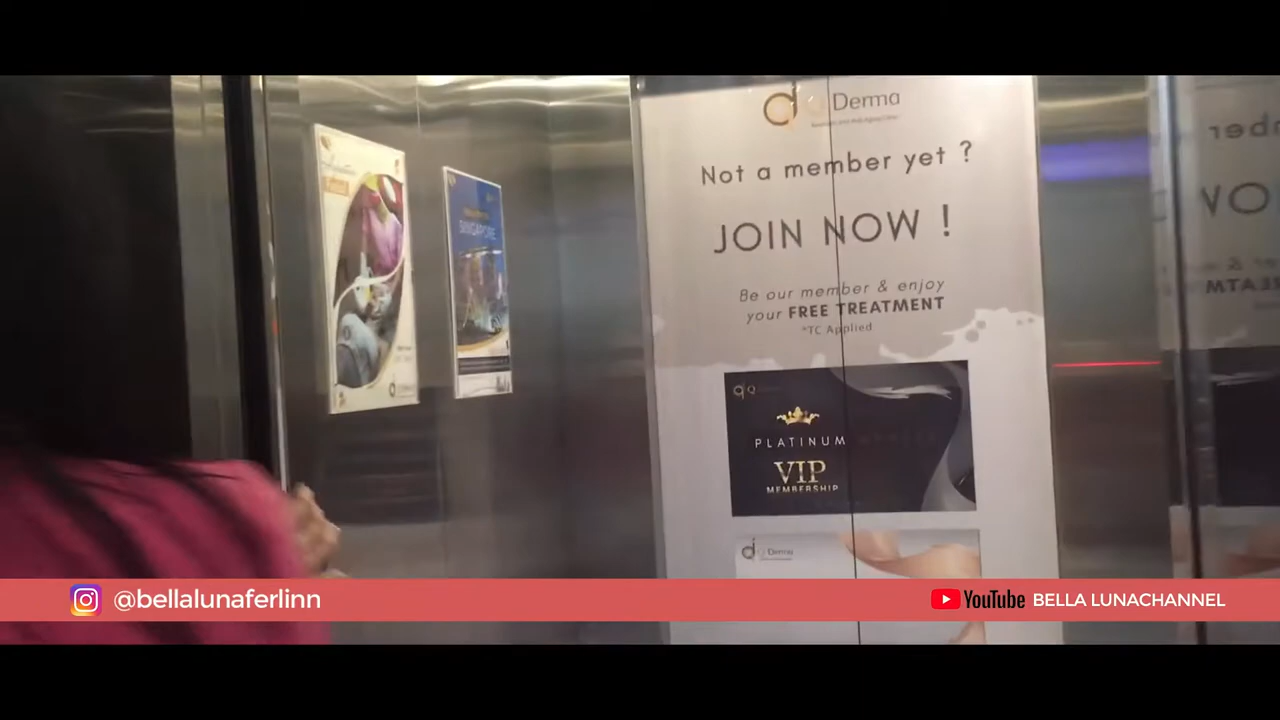 SINGAPORE
Derma
Not a member yet ?
JOIN NOW !
Be our member & enjoy
your FREE TREATMENT
*TC Applied
PLATINUM
VIP
MEMBERSHIP
Derma
@bellalunaferlinn
YouTube BELLA LUNACHANNEL